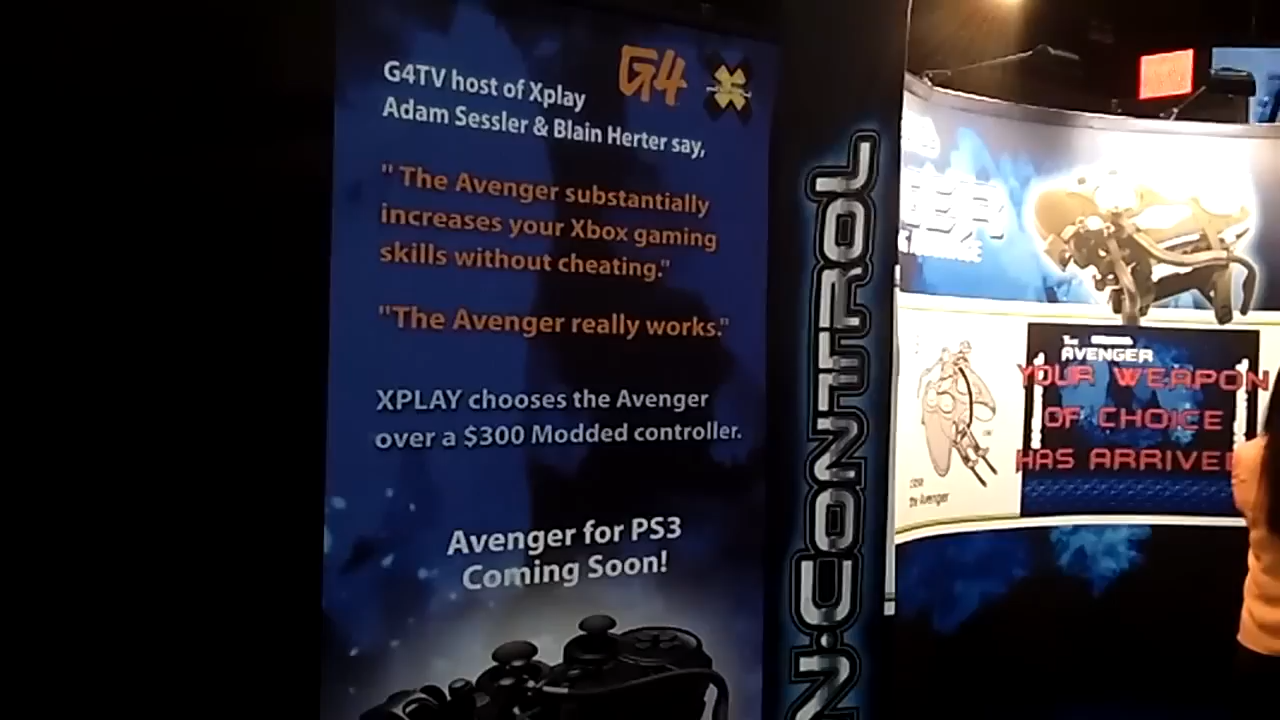 G4
G4TV host of Xplay
Adam Sessler & Blain Herter say,
" The Avenger substantially
increases your Xbox gaming
skills without cheating."
"The Avenger really works."
XPLAY chooses the Avenger
over a $300 Modded controller.
Avenger for PS3
Coming Soon!
N·CONTROL
The
AVENGER
YOUR WEAPON
OF CHOICE
HAS ARRIVED
the Avenger